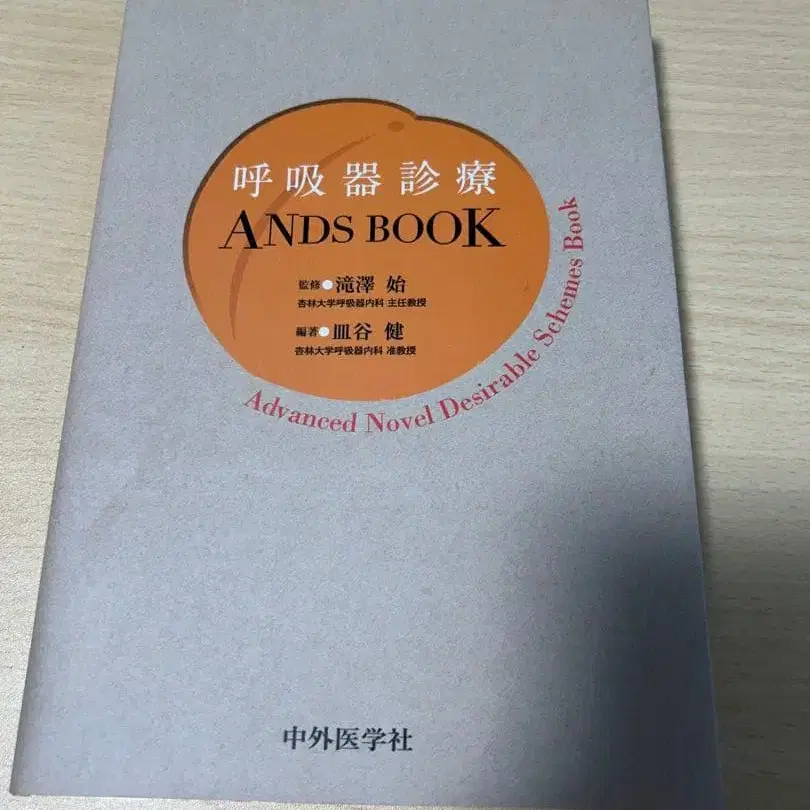 呼吸器診療
ANDS BOOK
監修●滝澤 始
杏林大学呼吸器内科 主任教授
編著●皿谷 健
杏林大学呼吸器内科 准教授
Advanced Novel Desirable Schemes Book
中外医学社